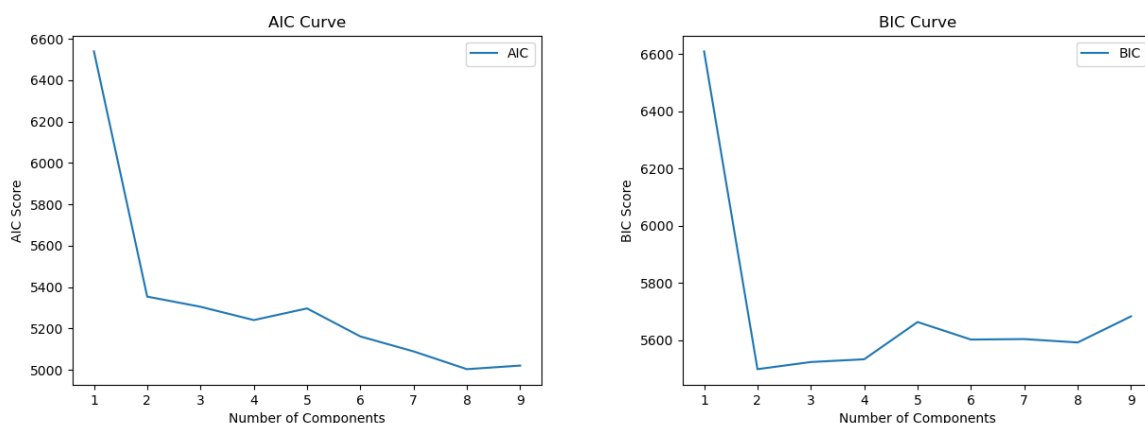 AIC Curve
AIC
6600
6400
6200
6000
5800
5600
5400
5200
5000
AIC Score
1 2 3 4 5 6 7 8 9
Number of Components
BIC Curve
BIC
6600
6400
6200
6000
5800
5600
BIC Score
1 2 3 4 5 6 7 8 9
Number of Components